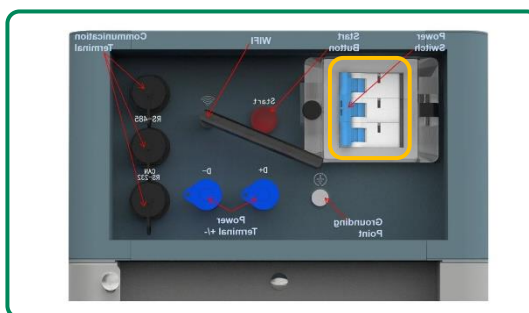 Communication
Terminal
WIFI
Start
Button
Power
Switch
Start
RS-485
CAN
RS-232
D-
D+
Power
Terminal +/-
Grounding
Point